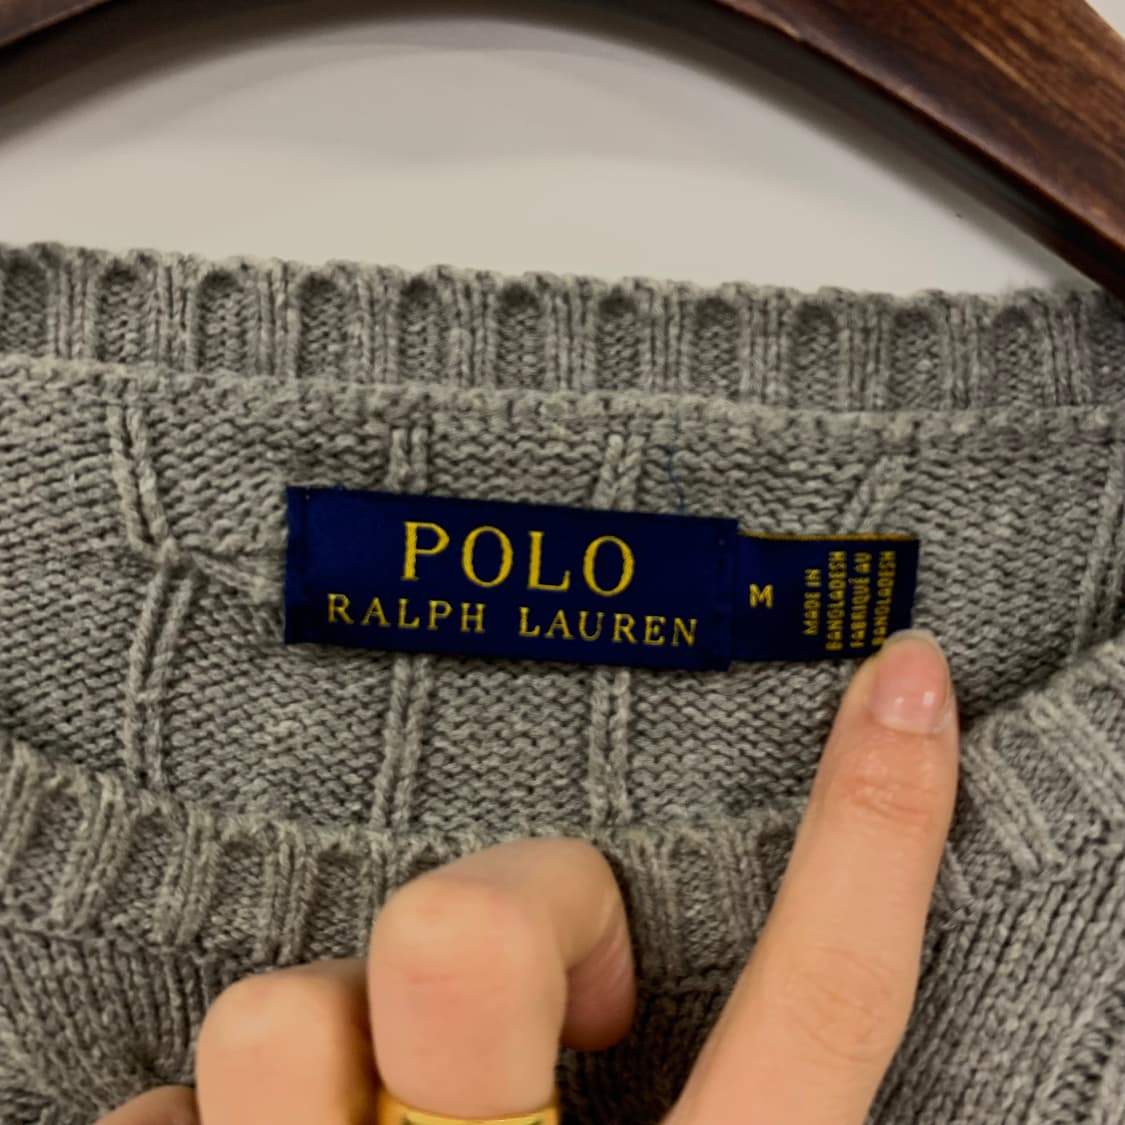 POLO
RALPH LAUREN
M
MADE IN
BANGLADESH
FABRIQUÉ AU
BANGLADESH